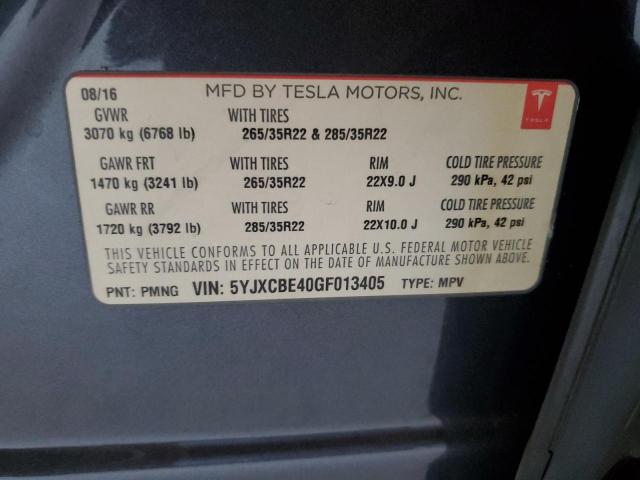 08/16 MFD BY TESLA MOTORS, INC.
TESLA
GVWR WITH TIRES
3070 kg (6768 lb) 265/35R22 & 285/35R22
GAWR FRT WITH TIRES RIM COLD TIRE PRESSURE
1470 kg (3241 lb) 265/35R22 22X9.0 J 290 kPa, 42 psi
GAWR RR WITH TIRES RIM COLD TIRE PRESSURE
1720 kg (3792 lb) 285/35R22 22X10.0 J 290 kPa, 42 psi
THIS VEHICLE CONFORMS TO ALL APPLICABLE U.S. FEDERAL MOTOR VEHICLE
SAFETY STANDARDS IN EFFECT ON THE DATE OF MANUFACTURE SHOWN ABOVE.
PNT: PMNG VIN: 5YJXCBE40GF013405 TYPE: MPV